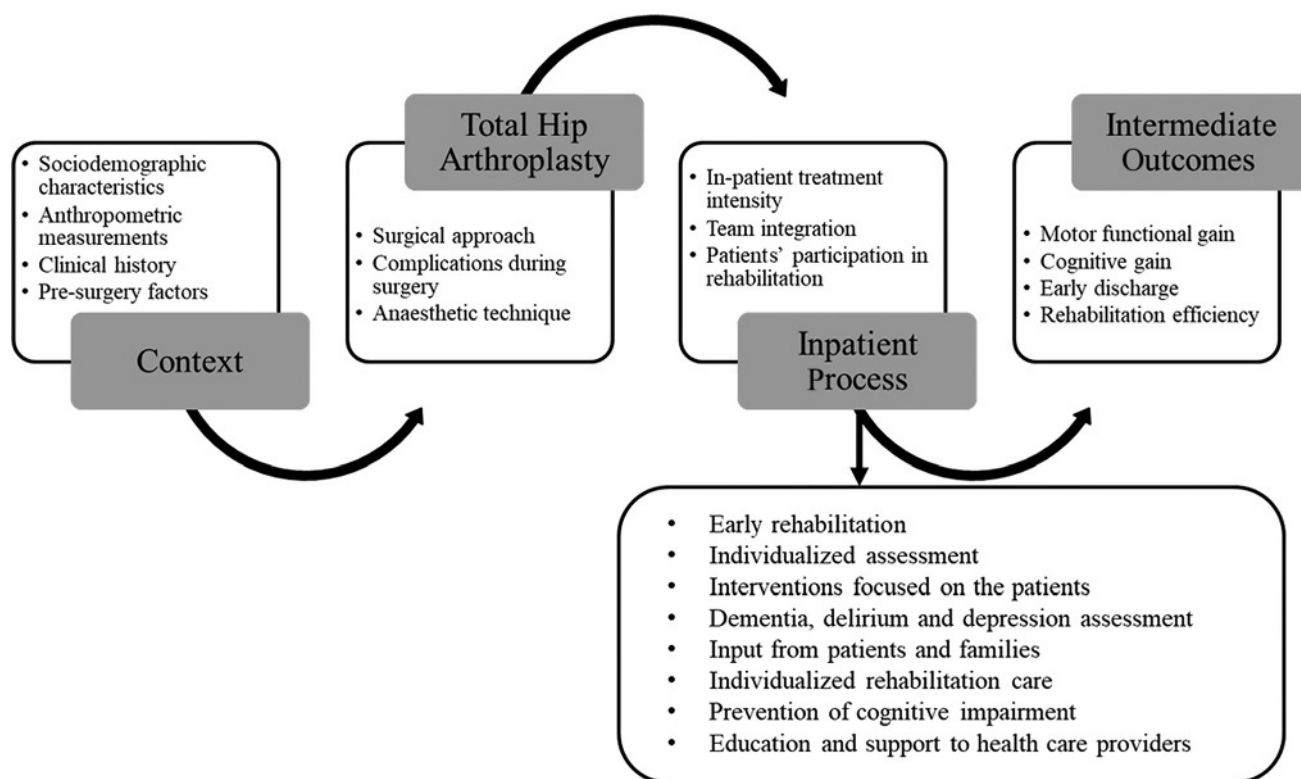 • Sociodemographic
characteristics
• Anthropometric
measurements
• Clinical history
• Pre-surgery factors
Context
Total Hip
Arthroplasty
• Surgical approach
• Complications during
surgery
• Anaesthetic technique
• In-patient treatment
intensity
• Team integration
• Patients’ participation in
rehabilitation
Inpatient
Process
Intermediate
Outcomes
• Motor functional gain
• Cognitive gain
• Early discharge
• Rehabilitation efficiency
• Early rehabilitation
• Individualized assessment
• Interventions focused on the patients
• Dementia, delirium and depression assessment
• Input from patients and families
• Individualized rehabilitation care
• Prevention of cognitive impairment
• Education and support to health care providers